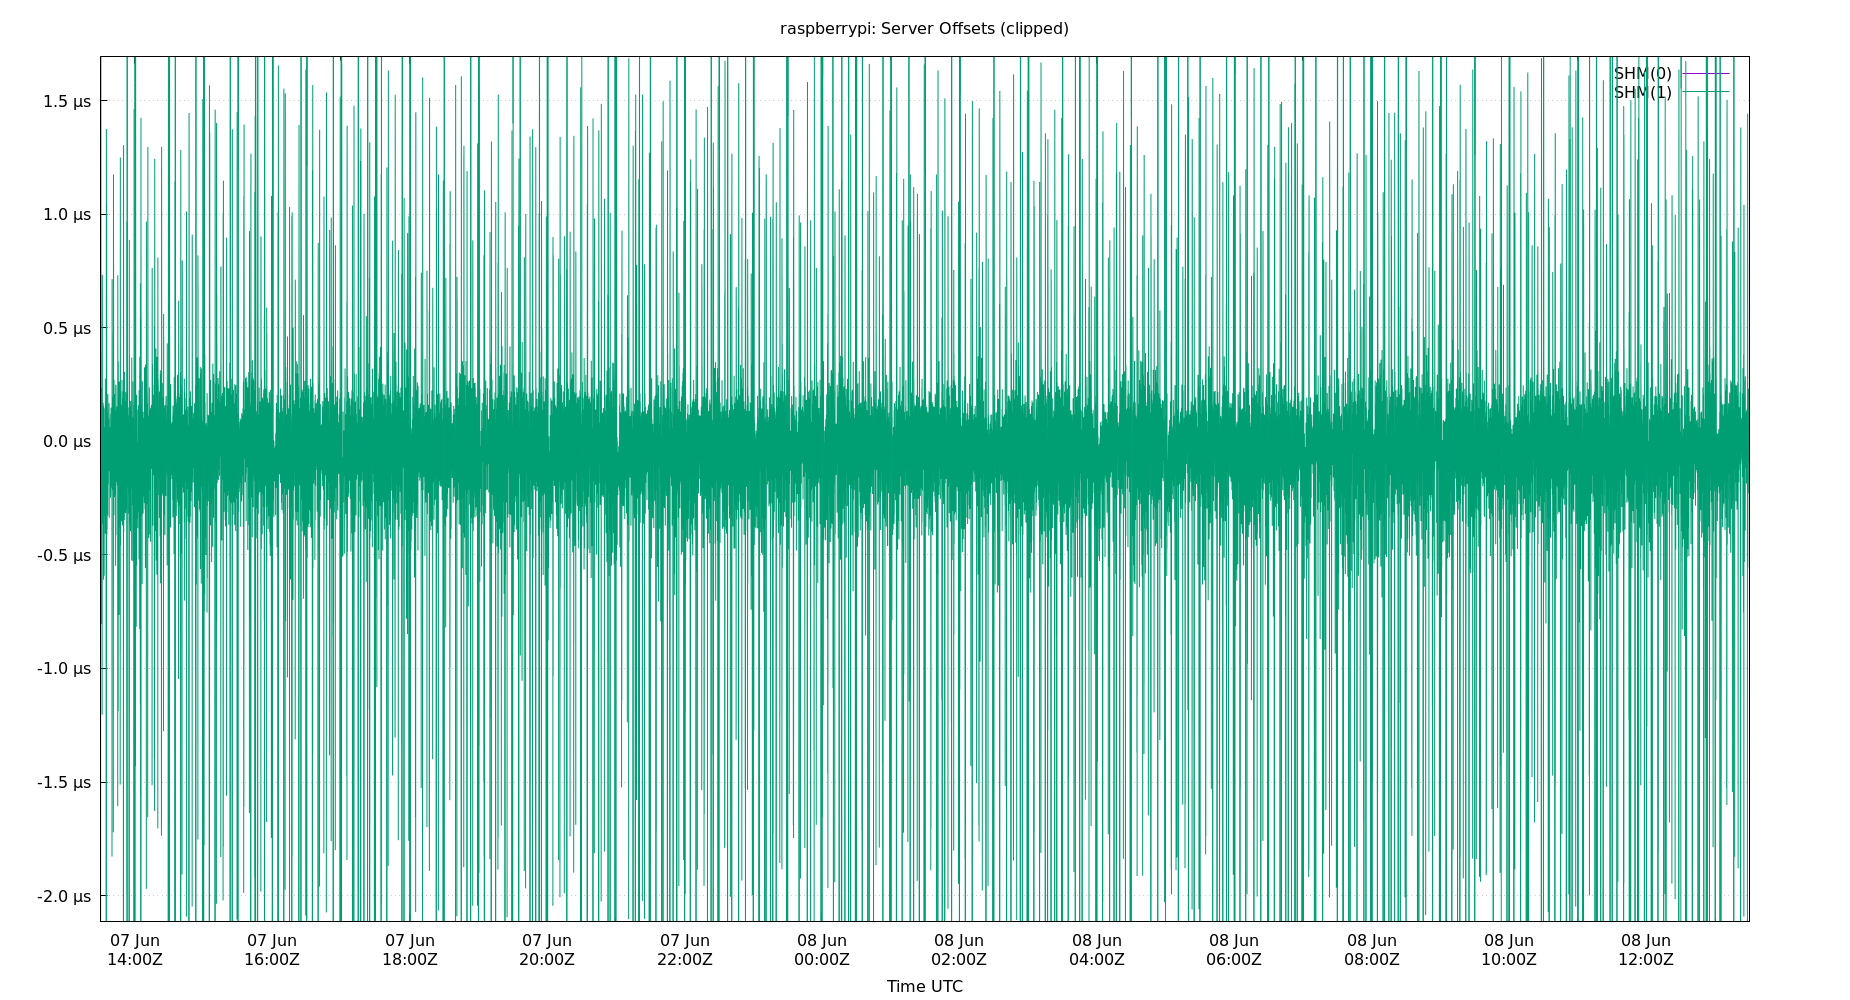 raspberrypi: Server Offsets (clipped)
SHM(0)
SHM(1)
1.5 µs
1.0 µs
0.5 µs
0.0 µs
-0.5 µs
-1.0 µs
-1.5 µs
-2.0 µs
07 Jun 07 Jun 07 Jun 07 Jun 07 Jun 08 Jun 08 Jun 08 Jun 08 Jun 08 Jun 08 Jun 08 Jun
14:00Z 16:00Z 18:00Z 20:00Z 22:00Z 00:00Z 02:00Z 04:00Z 06:00Z 08:00Z 10:00Z 12:00Z
Time UTC